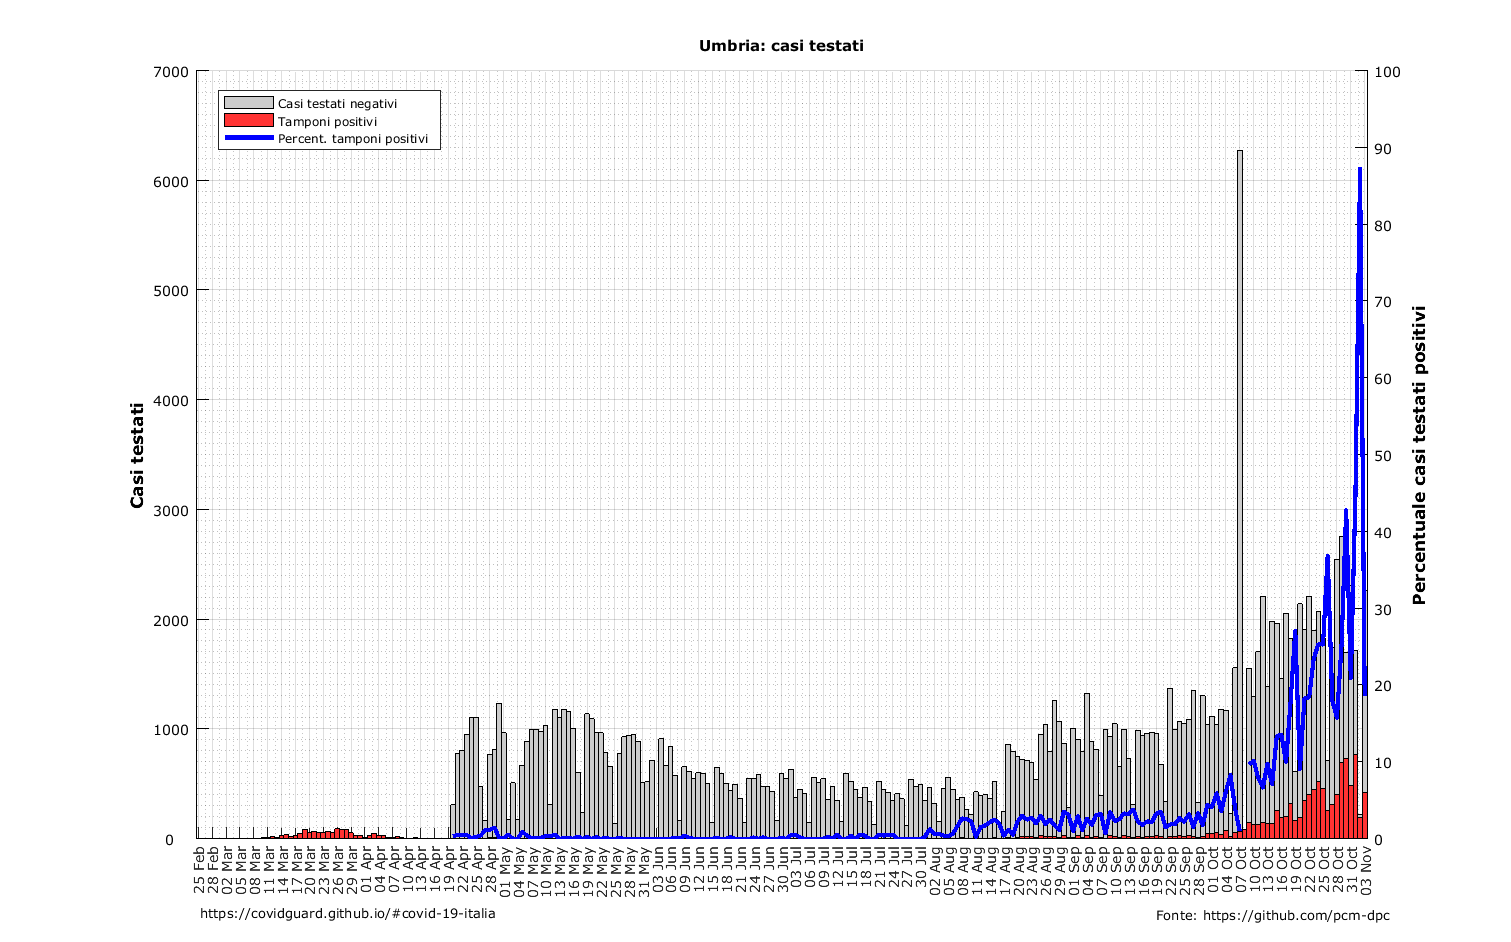 Umbria: casi testati
Casi testati negativi
Tamponi positivi
Percent. tamponi positivi
Casi testati
7000
6000
5000
4000
3000
2000
1000
0
100
90
80
70
60
50
40
30
20
10
0
Percentuale casi testati positivi
25 Feb
28 Feb
02 Mar
05 Mar
08 Mar
11 Mar
14 Mar
17 Mar
20 Mar
23 Mar
26 Mar
29 Mar
01 Apr
04 Apr
07 Apr
10 Apr
13 Apr
16 Apr
19 Apr
22 Apr
25 Apr
28 Apr
01 May
04 May
07 May
10 May
13 May
16 May
19 May
22 May
25 May
28 May
31 May
03 Jun
06 Jun
09 Jun
12 Jun
15 Jun
18 Jun
21 Jun
24 Jun
27 Jun
30 Jun
03 Jul
06 Jul
09 Jul
12 Jul
15 Jul
18 Jul
21 Jul
24 Jul
27 Jul
30 Jul
02 Aug
05 Aug
08 Aug
11 Aug
14 Aug
17 Aug
20 Aug
23 Aug
26 Aug
29 Aug
01 Sep
04 Sep
07 Sep
10 Sep
13 Sep
16 Sep
19 Sep
22 Sep
25 Sep
28 Sep
01 Oct
04 Oct
07 Oct
10 Oct
13 Oct
16 Oct
19 Oct
22 Oct
25 Oct
28 Oct
31 Oct
03 Nov
https://covidguard.github.io/#covid-19-italia
Fonte: https://github.com/pcm-dpc